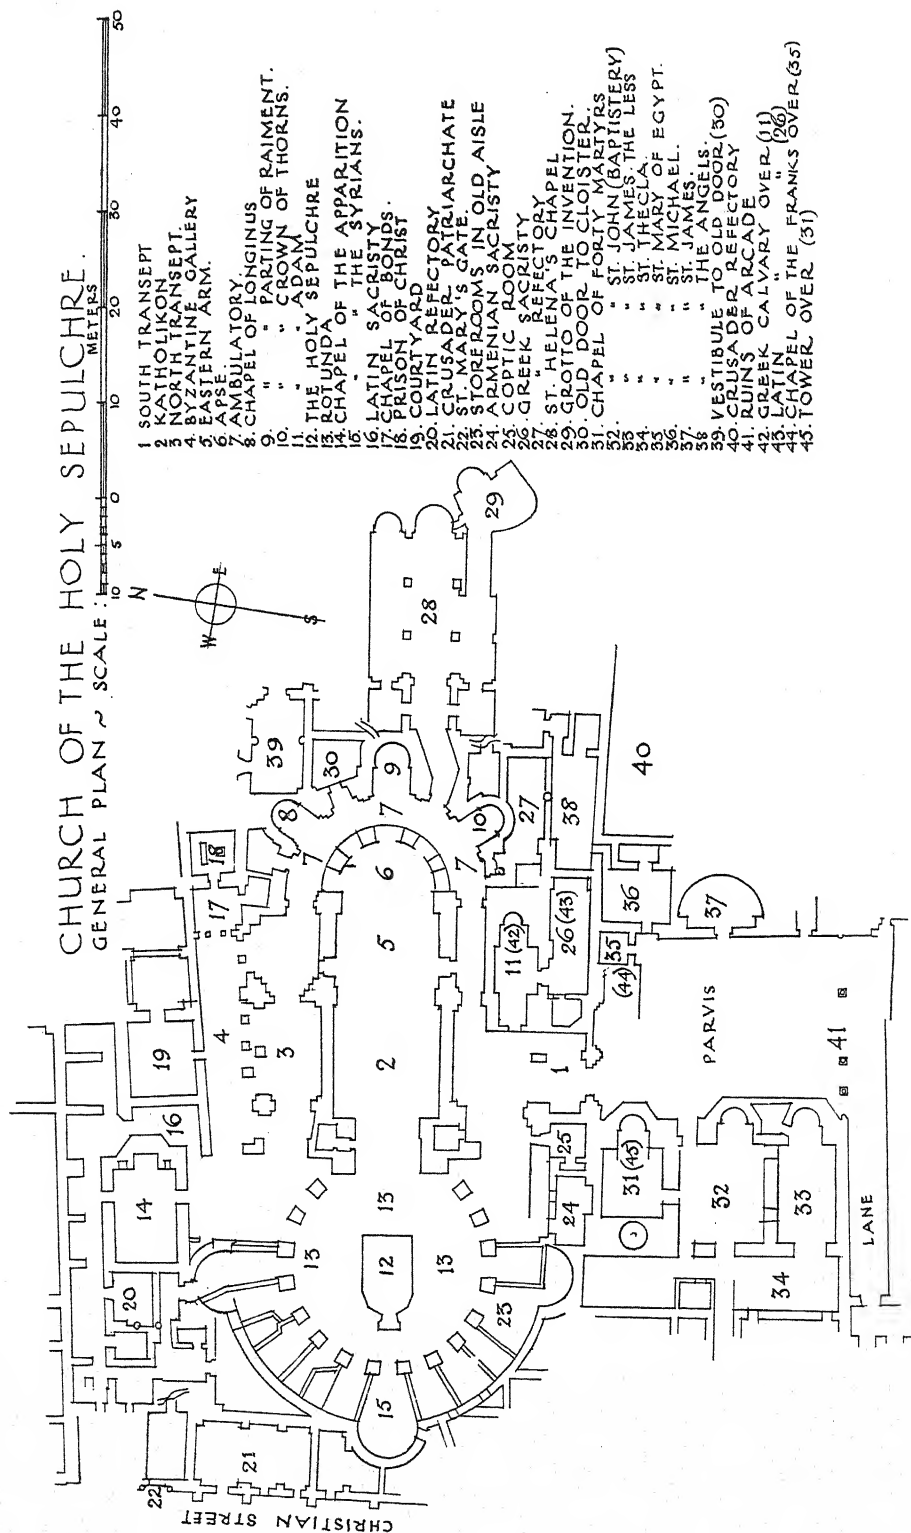 CHURCH OF THE HOLY SEPULCHRE.
GENERAL PLAN ~ SCALE:
METERS
10 5 0 10 20 30 40 50
1 SOUTH TRANSEPT
2 KATHOLIKON
3 NORTH TRANSEPT.
4. BYZANTINE GALLERY
5. EASTERN ARM.
6. APSE.
7. AMBULATORY.
8. CHAPEL OF LONGINUS
9. " " PARTING OF RAIMENT.
10. " " CROWN OF THORNS.
11. " " ADAM.
12. THE HOLY SEPULCHRE
13. ROTUNDA
14. CHAPEL OF THE APPARITION
15. " " THE SYRIANS.
16. LATIN SACRISTY
17. CHAPEL OF BONDS.
18. PRISON OF CHRIST
19. COURTYARD
20. LATIN REFECTORY
21. CRUSADER PATRIARCHATE
22. ST. MARY'S GATE.
23. STOREROOMS IN OLD AISLE
24. ARMENIAN SACRISTY
25. COPTIC ROOM
26. GREEK SACRISTY
27. " REFECTORY
28. ST. HELENA'S CHAPEL
29. GROTTO OF THE INVENTION.
30. OLD DOOR TO CLOISTER.
31. CHAPEL OF FORTY MARTYRS
32. " " ST. JOHN (BAPTISTERY)
33 " " ST. JAMES THE LESS
34. " " ST. THECLA.
35 " " ST. MARY OF EGYPT.
36. " " ST. MICHAEL.
37. " " ST. JAMES.
38 " " THE ANGELS.
39. VESTIBULE TO OLD DOOR (30)
40. CRUSADER REFECTORY
41. RUINS OF ARCADE
42. GREEK CALVARY OVER (11)
43. LATIN " " (26)
44. CHAPEL OF THE FRANKS OVER (35)
45. TOWER OVER (31)
N
W E
S
22
21
20
14
16
19
4
17
18
8
39
30
9
7
7
7
10
28
29
15
13
12
13
13
23
3
2
5
6
11 (42)
26 (43)
27
38
40
24
25
1
35
(44)
36
37
31 (45)
32
33
34
PARVIS
41
LANE
CHRISTIAN STREET